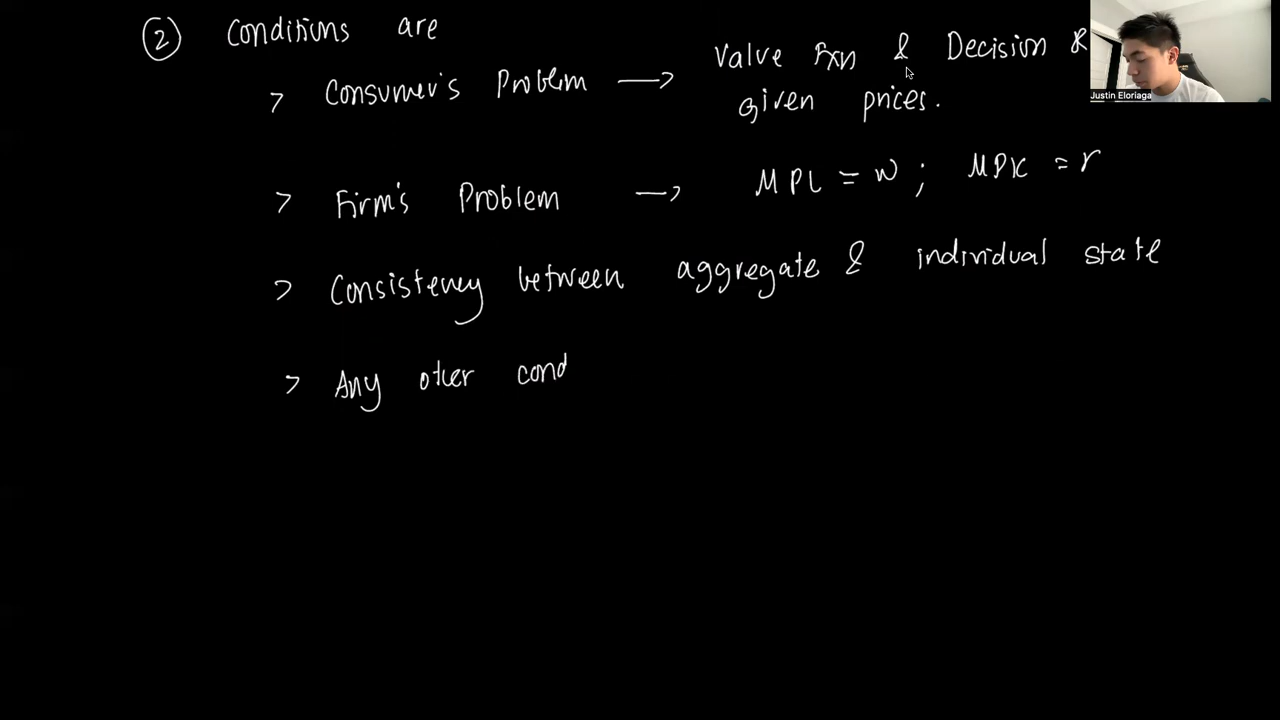 ② Conditions are
> Consumer's Problem → Value Fxn & Decision R
given prices.
> Firm's Problem → MPL = w ; MPK = r
> Consistency between aggregate & individual state
> Any other cond
Justin Eloriaga